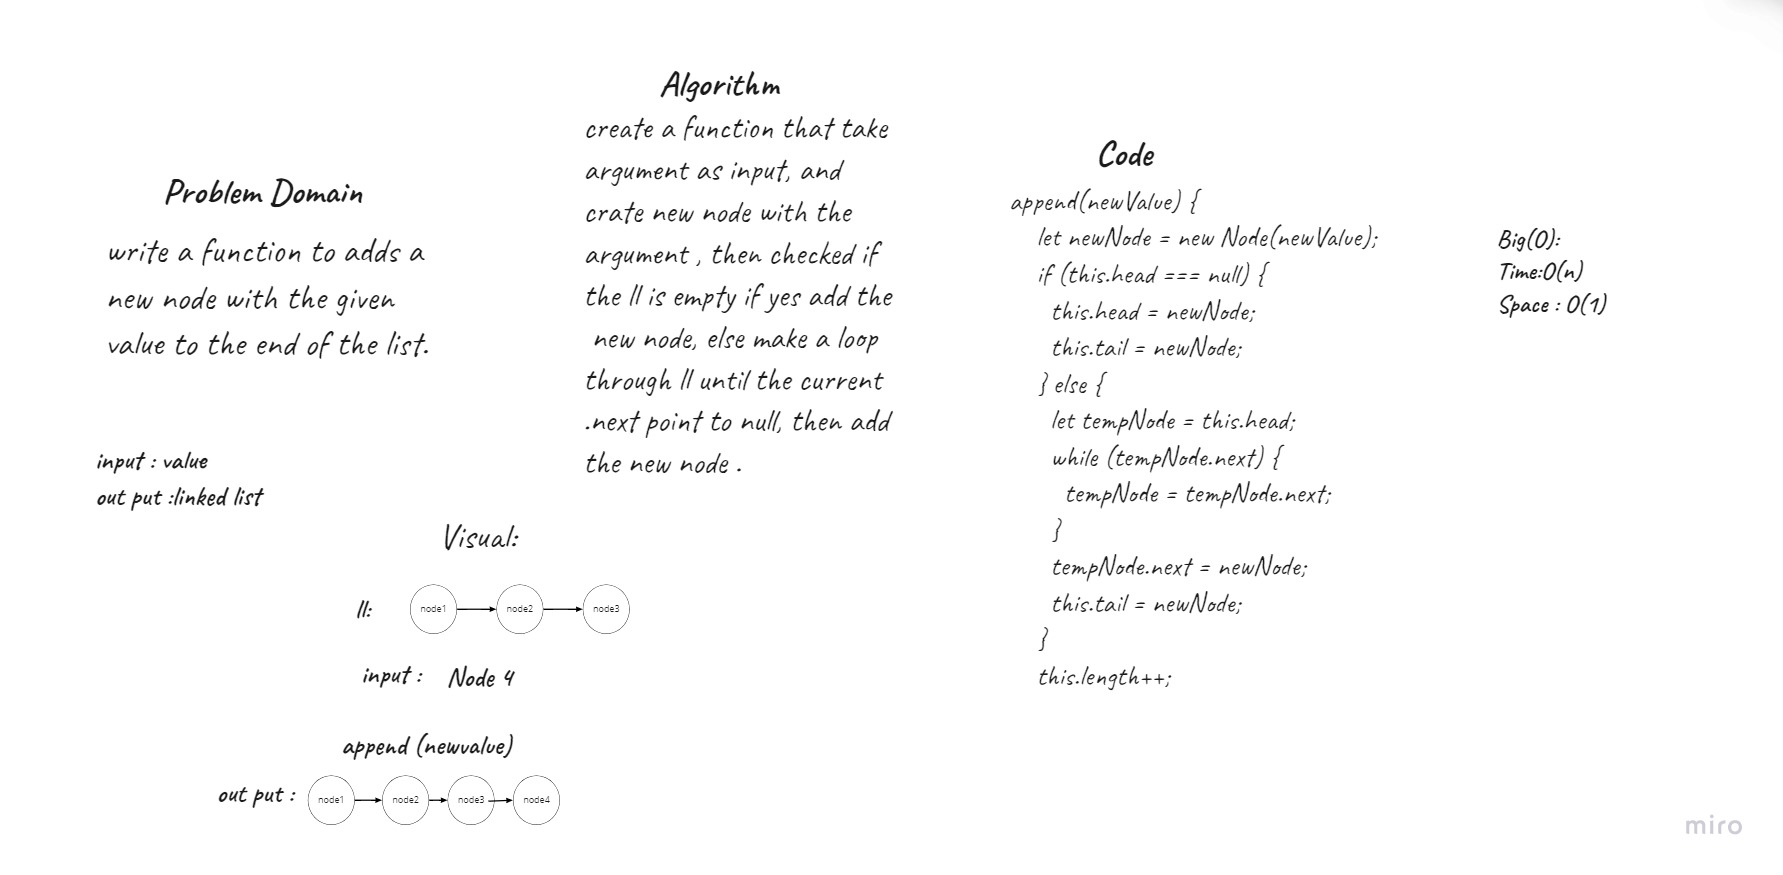 Problem Domain
write a function to adds a
new node with the given
value to the end of the list.
input : value
out put :linked list
Algorithm
create a function that take
argument as input, and
crate new node with the
argument , then checked if
the ll is empty if yes add the
new node, else make a loop
through ll until the current
.next point to null, then add
the new node .
Visual:
ll:
node1
node2
node3
input :
Node 4
append (newvalue)
out put :
node1
node2
node3
node4
Code
append(newValue) {
let newNode = new Node(newValue);
if (this.head === null) {
this.head = newNode;
this.tail = newNode;
} else {
let tempNode = this.head;
while (tempNode.next) {
tempNode = tempNode.next;
}
tempNode.next = newNode;
this.tail = newNode;
}
this.length++;
Big(O):
Time:O(n)
Space : O(1)
miro